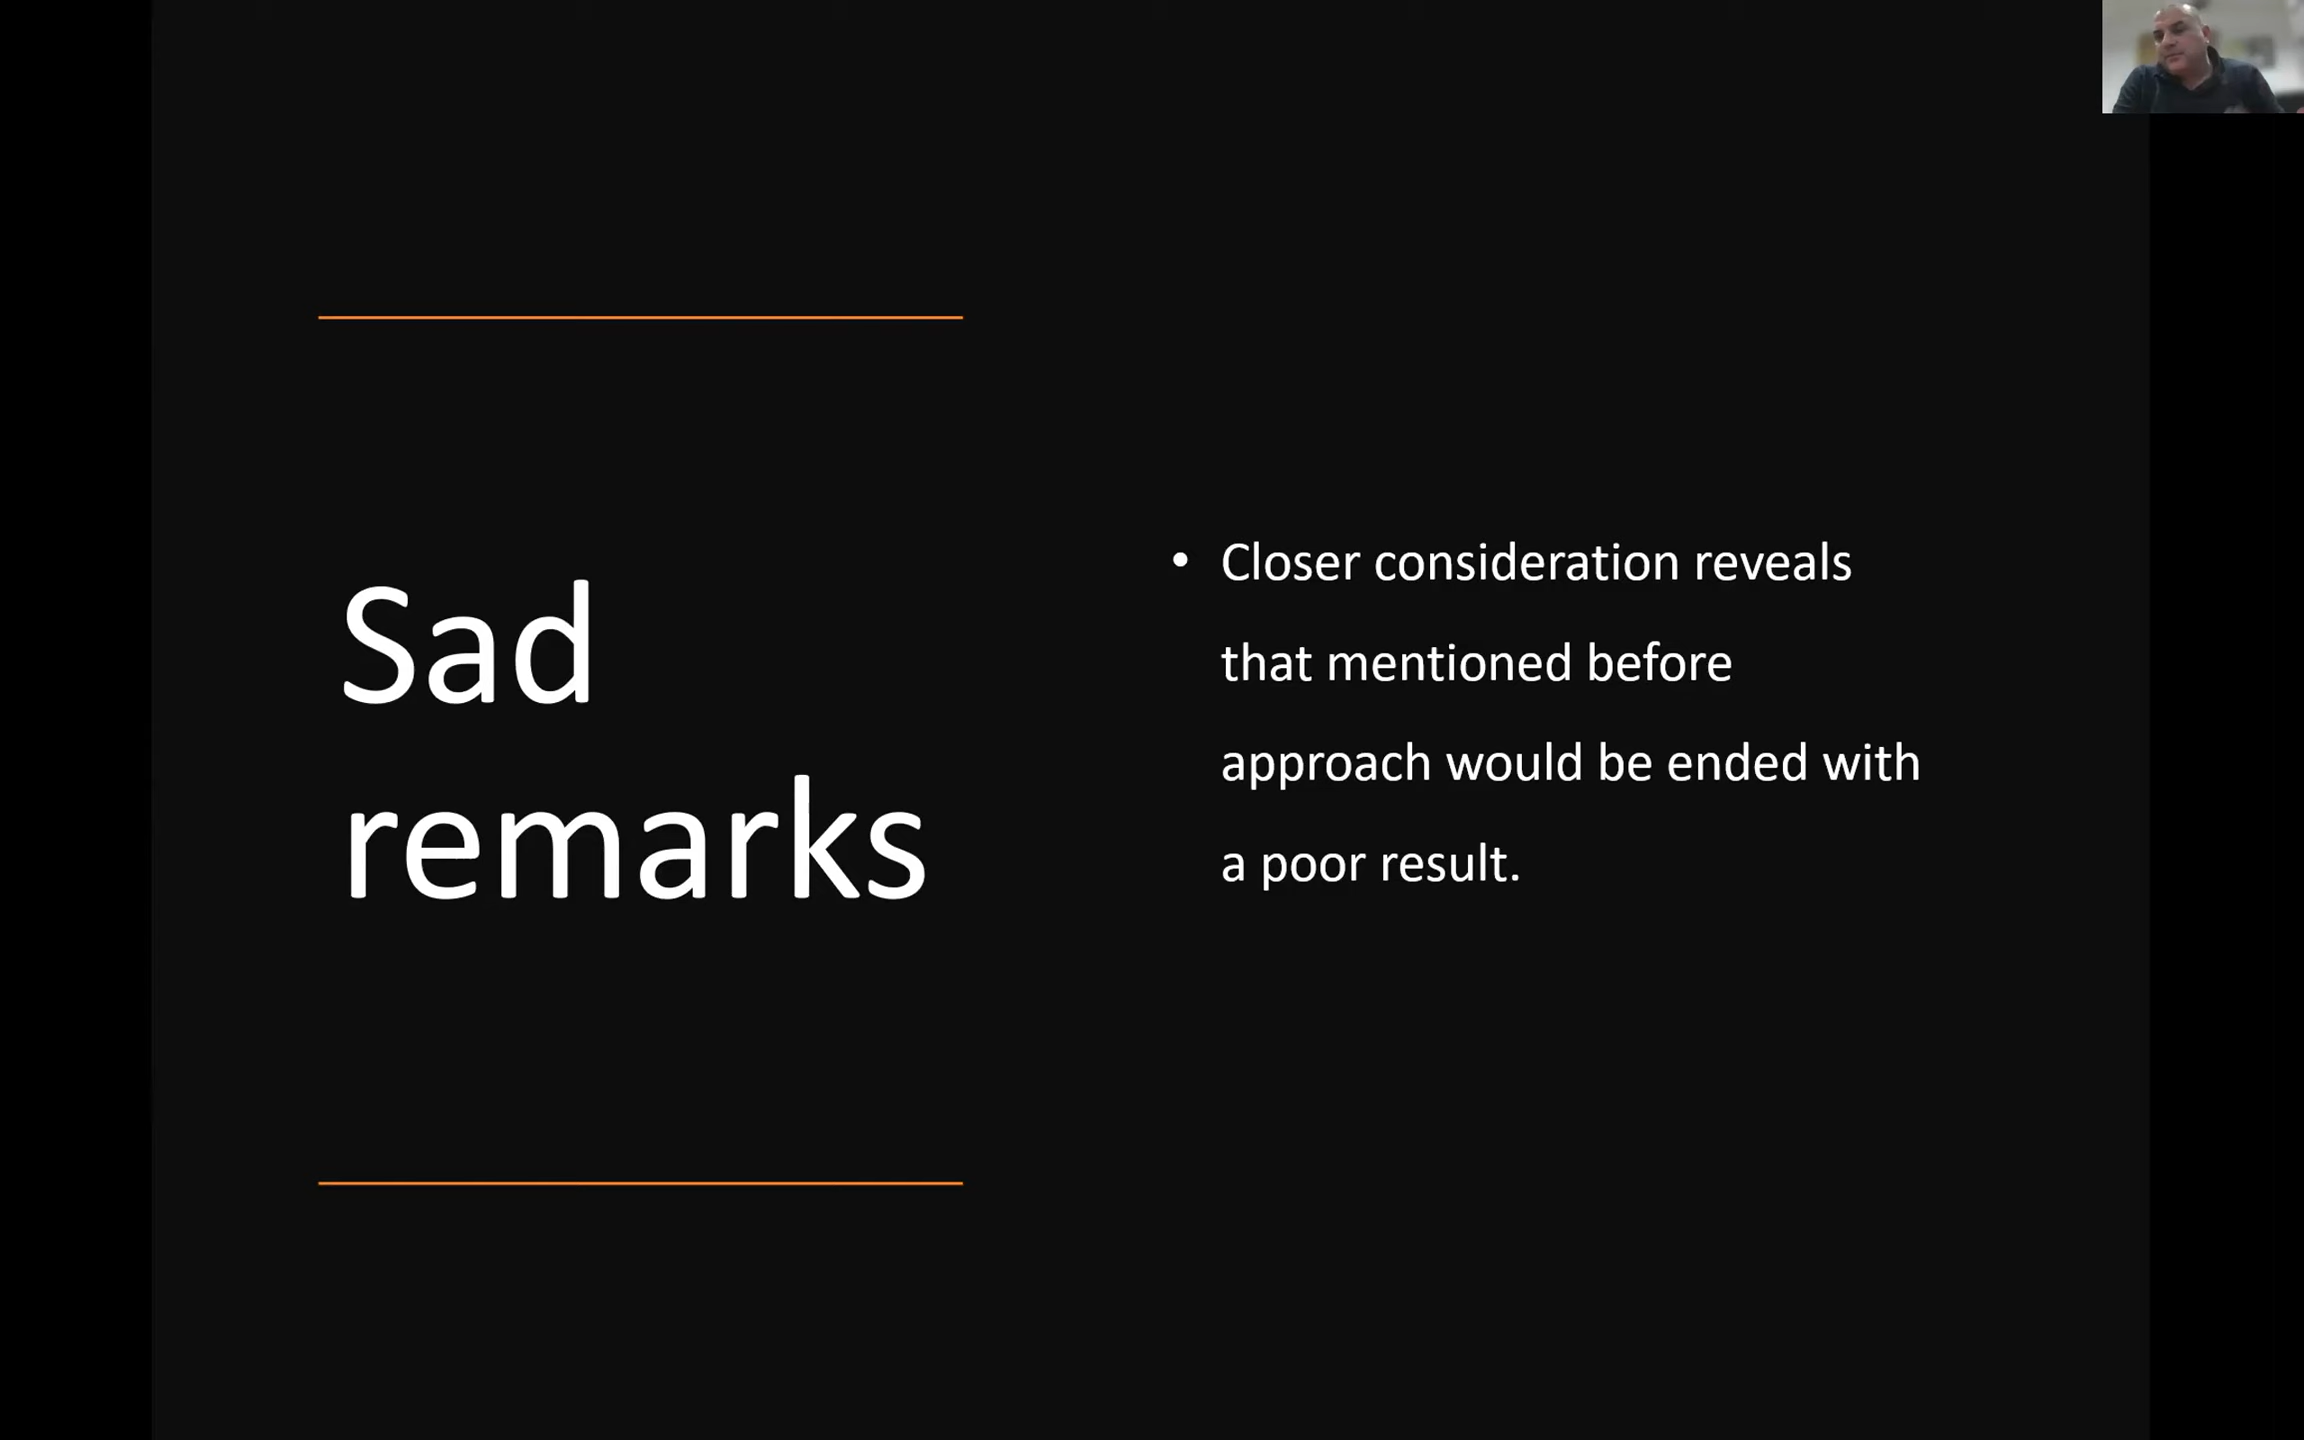 Sad
remarks
• Closer consideration reveals
that mentioned before
approach would be ended with
a poor result.